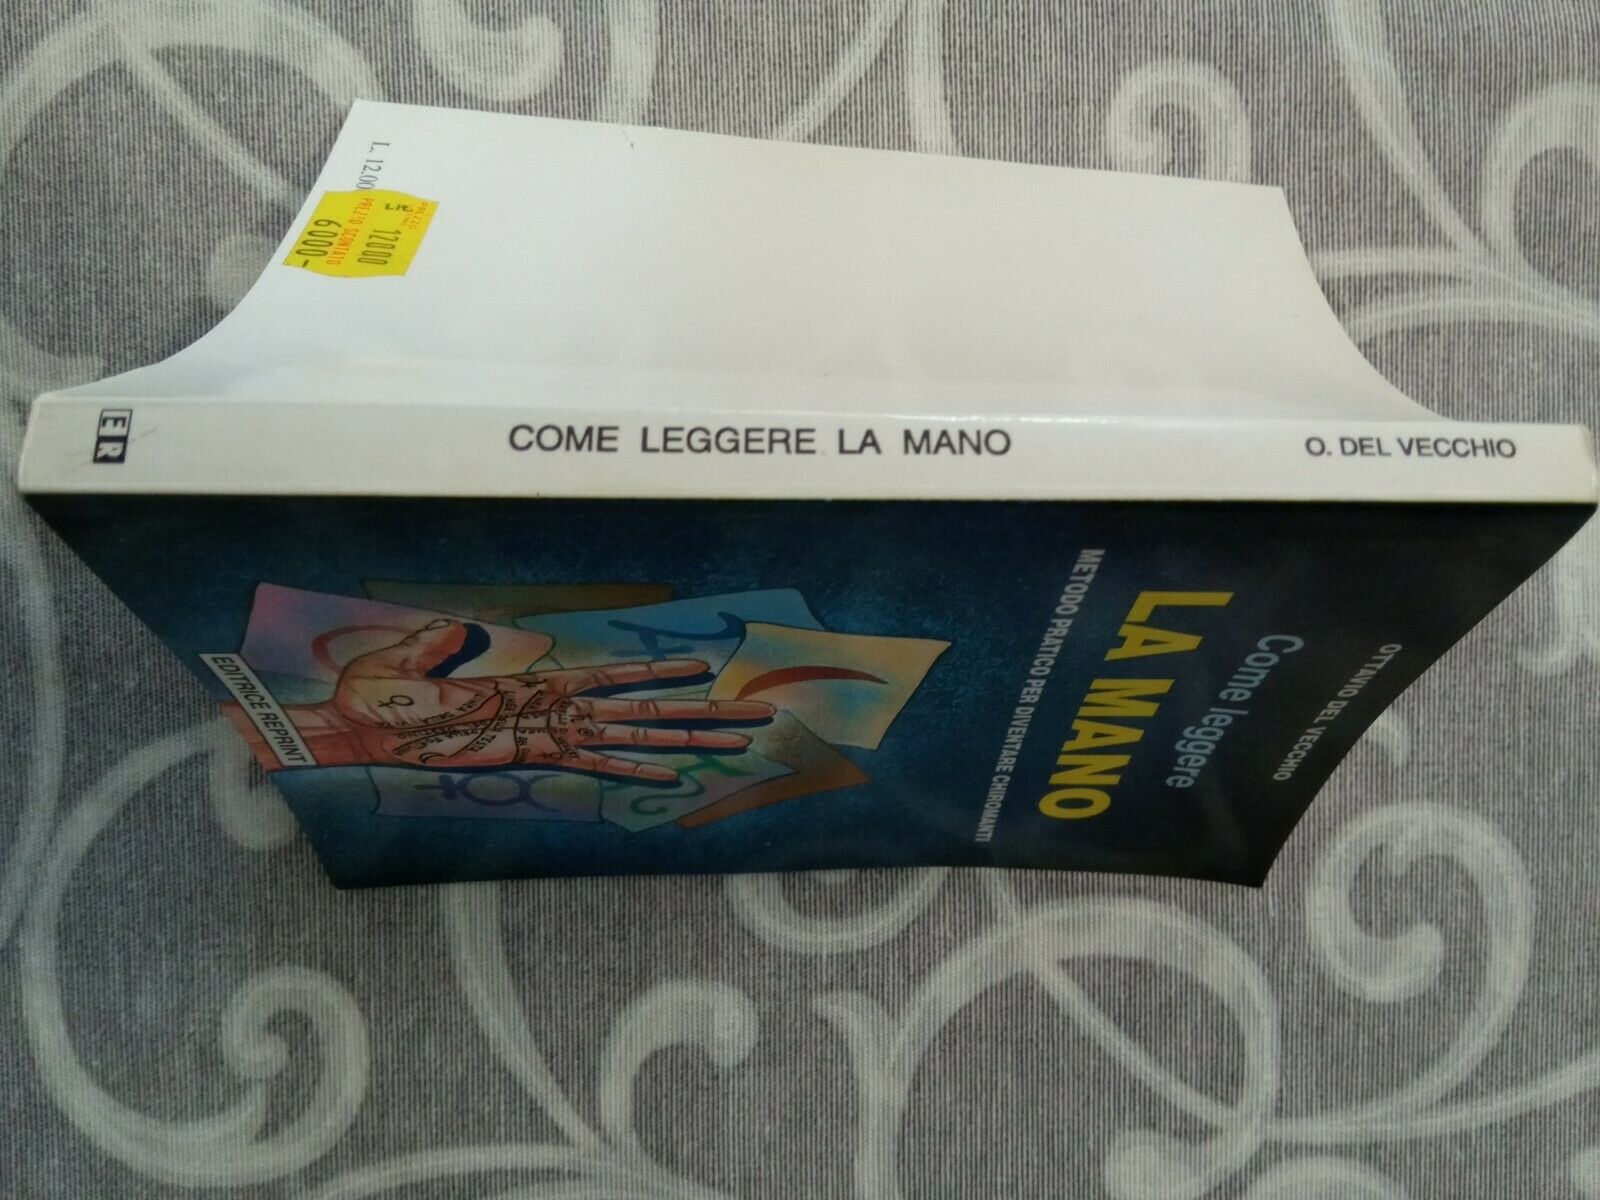 L. 12.00
PREZZO
£ 12000
PREZZO SCONTATO
6000-
ER
COME LEGGERE LA MANO
O. DEL VECCHIO
OTTAVIO DEL VECCHIO
Come leggere
LA MANO
METODO PRATICO PER DIVENTARE CHIROMANTI
TESTA
EDITRICE REPRINT